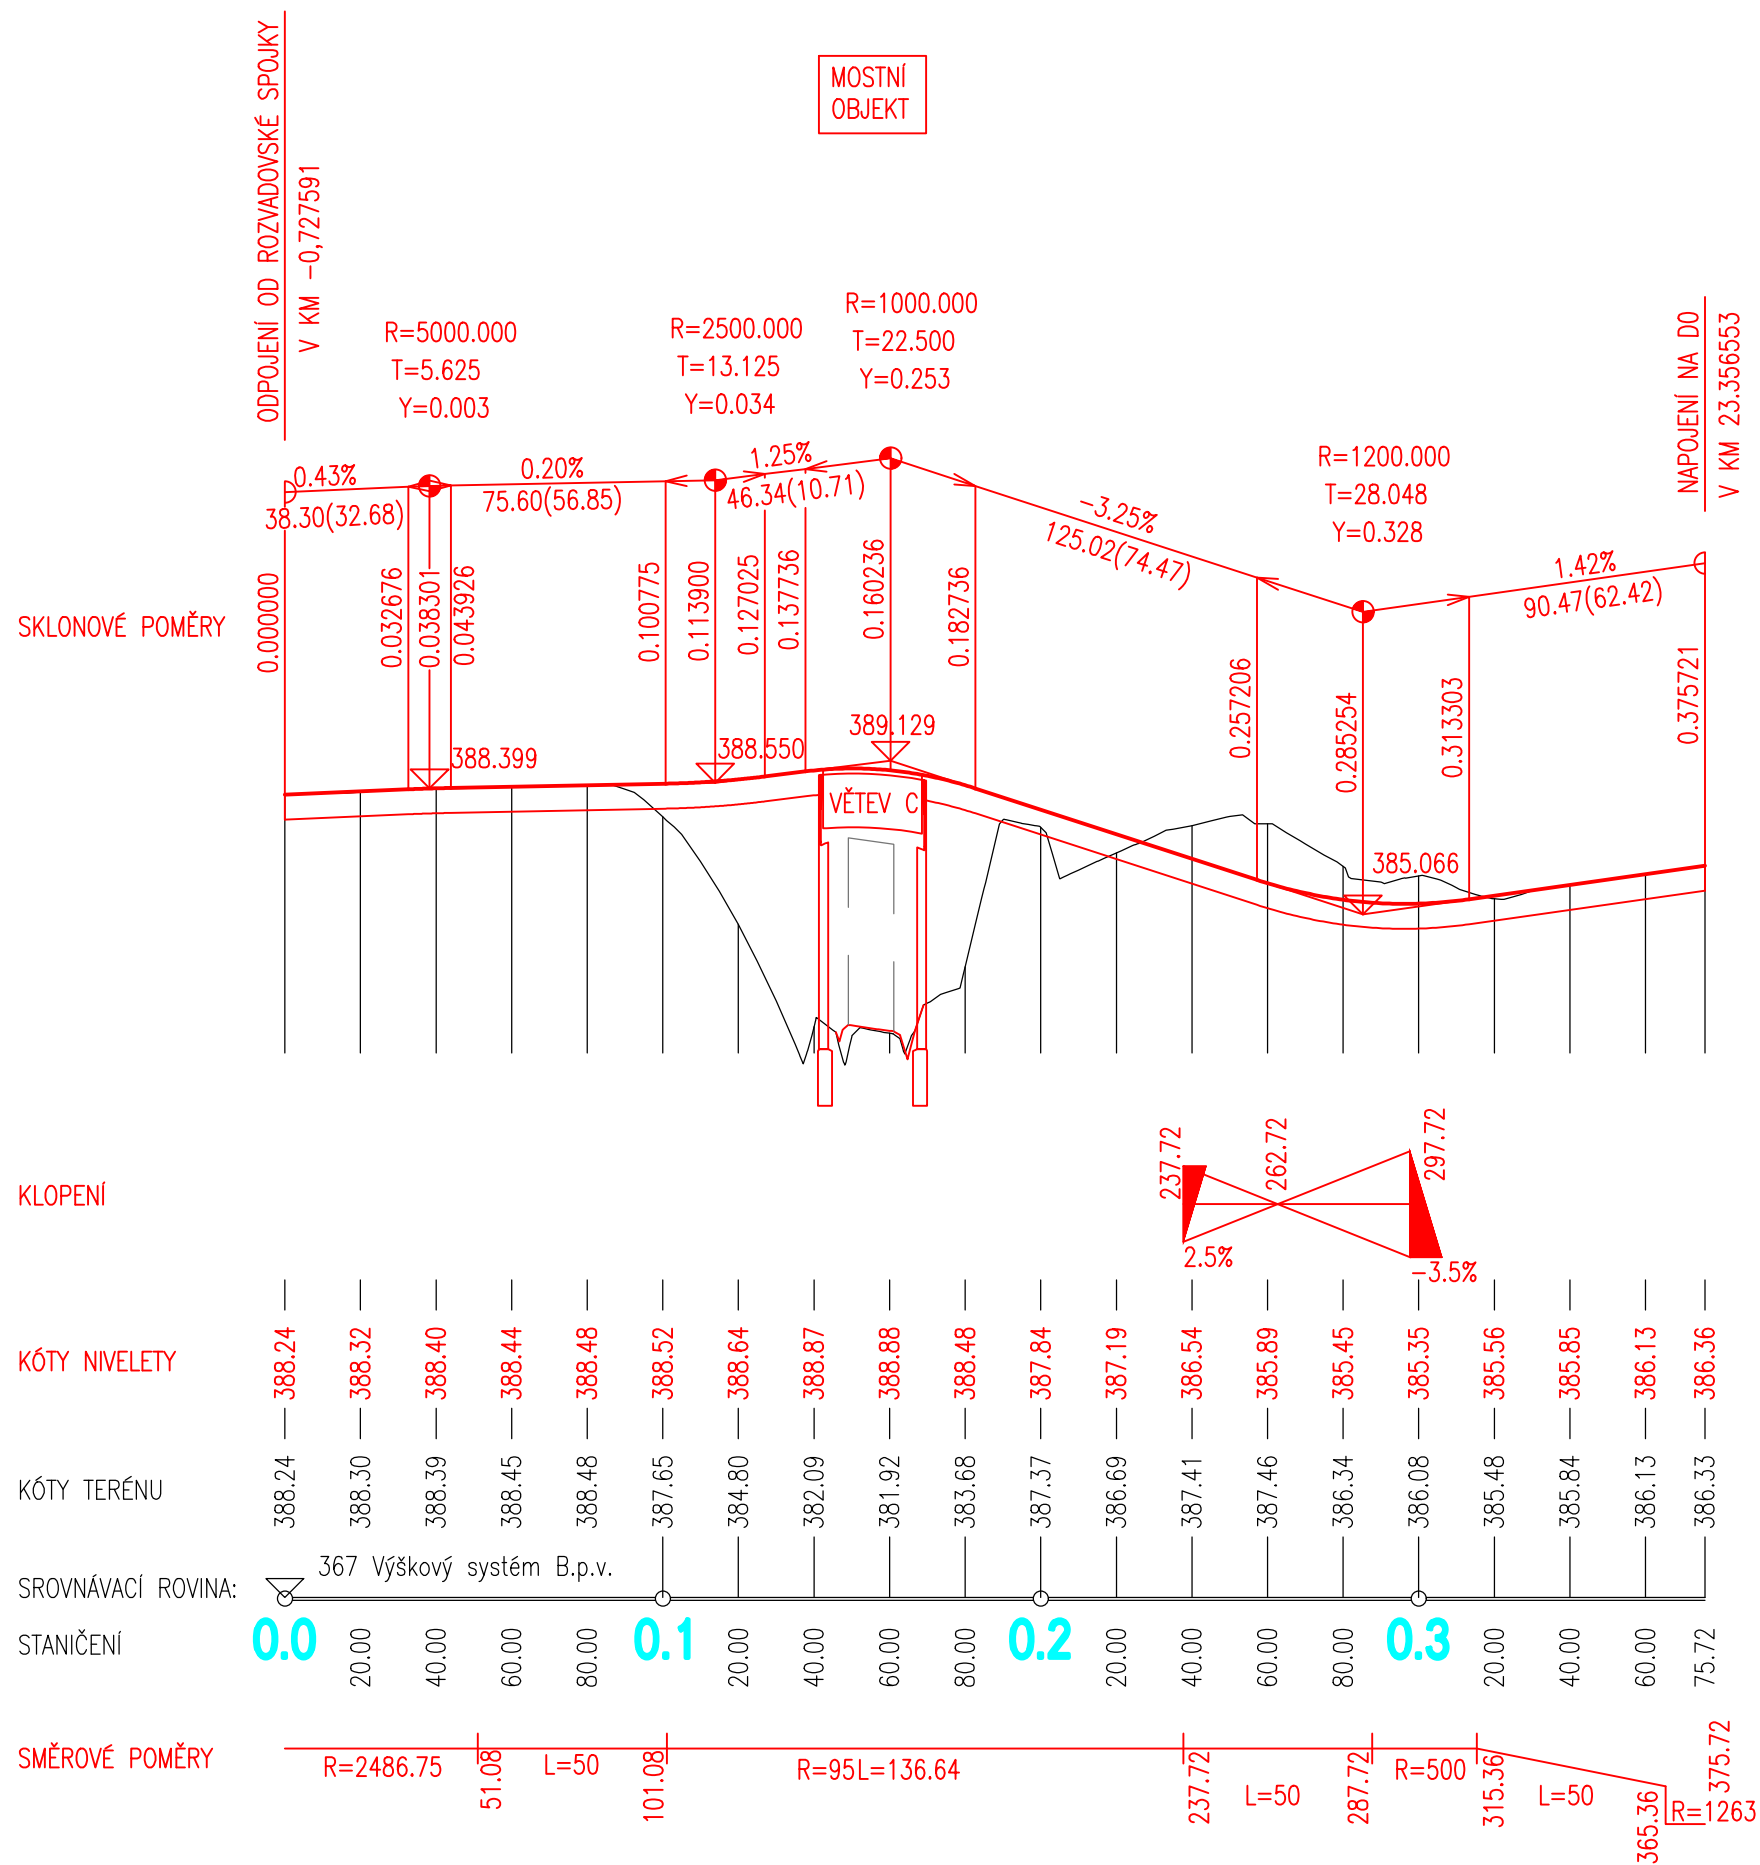 ODPOJENÍ OD ROZVADOVSKÉ SPOJKY
V KM -0,727591
MOSTNÍ
OBJEKT
NAPOJENÍ NA D0
V KM 23.356553
R=5000.000
T=5.625
Y=0.003
R=2500.000
T=13.125
Y=0.034
R=1000.000
T=22.500
Y=0.253
R=1200.000
T=28.048
Y=0.328
0.43%
38.30(32.68)
0.20%
75.60(56.85)
1.25%
46.34(10.71)
-3.25%
125.02(74.47)
1.42%
90.47(62.42)
SKLONOVÉ POMĚRY
0.000000
0.032676
0.038301
0.043926
0.100775
0.113900
0.127025
0.137736
0.160236
0.182736
0.257206
0.285254
0.313303
0.375721
388.399
388.550
389.129
385.066
VĚTEV C
KLOPENÍ
237.72
262.72
297.72
2.5%
-3.5%
KÓTY NIVELETY
388.24
388.32
388.40
388.44
388.48
388.52
388.64
388.87
388.88
388.48
387.84
387.19
386.54
385.89
385.45
385.35
385.56
385.85
386.13
386.36
KÓTY TERÉNU
388.24
388.30
388.39
388.45
388.48
387.65
384.80
382.09
381.92
383.68
387.37
386.69
387.41
387.46
386.34
386.08
385.48
385.84
386.13
386.33
SROVNÁVACÍ ROVINA:
367 Výškový systém B.p.v.
STANIČENÍ
0.0
20.00
40.00
60.00
80.00
0.1
20.00
40.00
60.00
80.00
0.2
20.00
40.00
60.00
80.00
0.3
20.00
40.00
60.00
75.72
SMĚROVÉ POMĚRY
R=2486.75
51.08
L=50
101.08
R=95L=136.64
237.72
L=50
287.72
R=500
315.36
L=50
365.36
R=1263
375.72